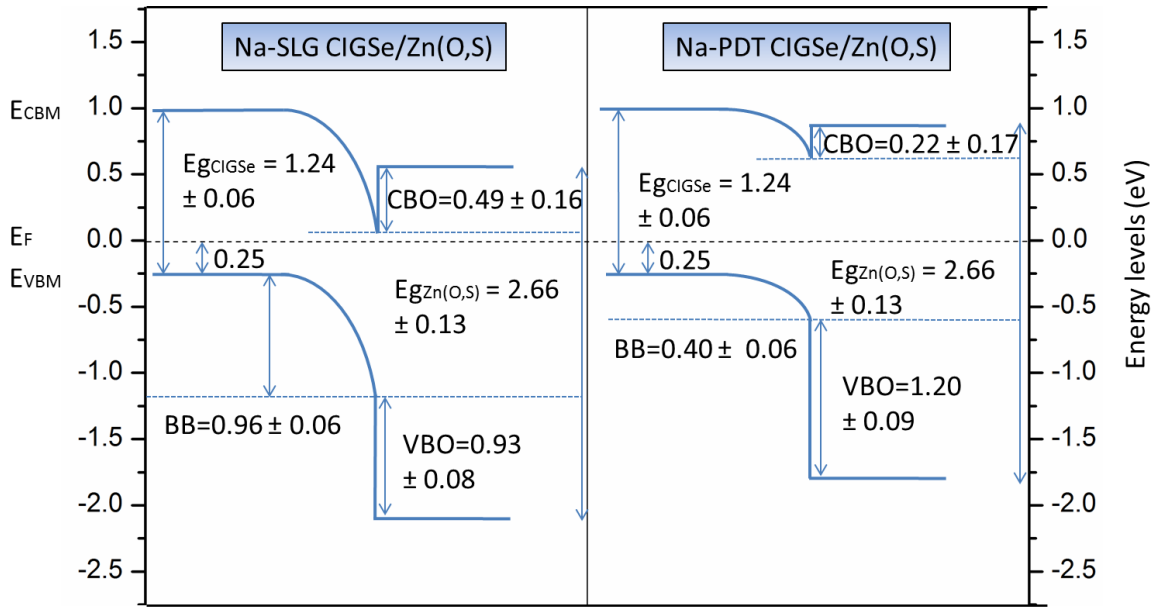 Na-SLG CIGSe/Zn(O,S)
Na-PDT CIGSe/Zn(O,S)
1.5
1.0
0.5
0.0
-0.5
-1.0
-1.5
-2.0
-2.5
ECBM
EF
EVBM
EgCIGSe = 1.24
± 0.06
CBO=0.49 ± 0.16
0.25
EgZn(O,S) = 2.66
± 0.13
BB=0.96 ± 0.06
VBO=0.93
± 0.08
CBO=0.22 ± 0.17
EgCIGSe = 1.24
± 0.06
0.25
EgZn(O,S) = 2.66
± 0.13
BB=0.40 ± 0.06
VBO=1.20
± 0.09
1.5
1.0
0.5
0.0
-0.5
-1.0
-1.5
-2.0
-2.5
Energy levels (eV)